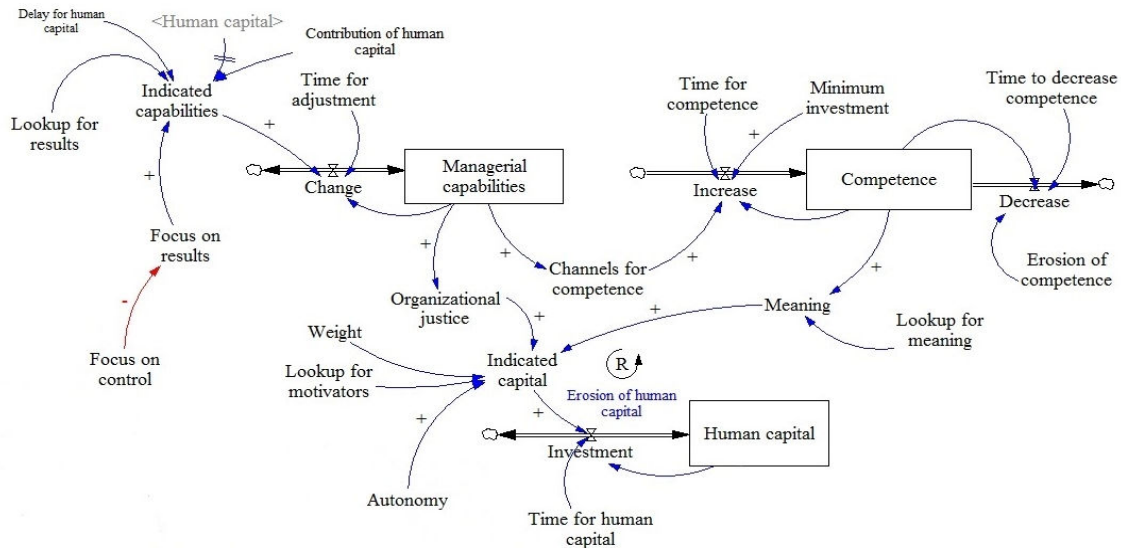 Delay for human
capital
<Human capital>
Contribution of human
capital
Indicated
capabilities
Time for
adjustment
Lookup for
results
+
+
Change
Managerial
capabilities
Focus on
results
-
Focus on
control
Time for
competence
Minimum
investment
Time to decrease
competence
+
Increase
Competence
Decrease
Erosion of
competence
+
+
+
+
Channels for
competence
Organizational
justice
+
+
Meaning
Lookup for
meaning
Weight
Lookup for
motivators
Indicated
capital
R
Erosion of human
capital
+
+
Human capital
Investment
Autonomy
Time for human
capital